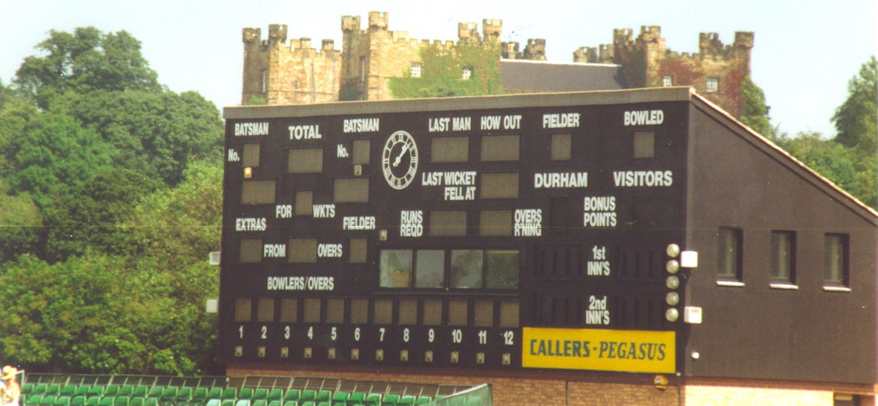 BATSMAN TOTAL BATSMAN LAST MAN HOW OUT FIELDER BOWLED
No. No.
LAST WICKET
FELL AT
DURHAM VISITORS
FOR WKTS
EXTRAS FIELDER RUNS
REQD
OVERS
R'NING
BONUS
POINTS
FROM OVERS
1st
INN'S
BOWLERS/OVERS
2nd
INN'S
1 2 3 4 5 6 7 8 9 10 11 12
CALLERS-PEGASUS